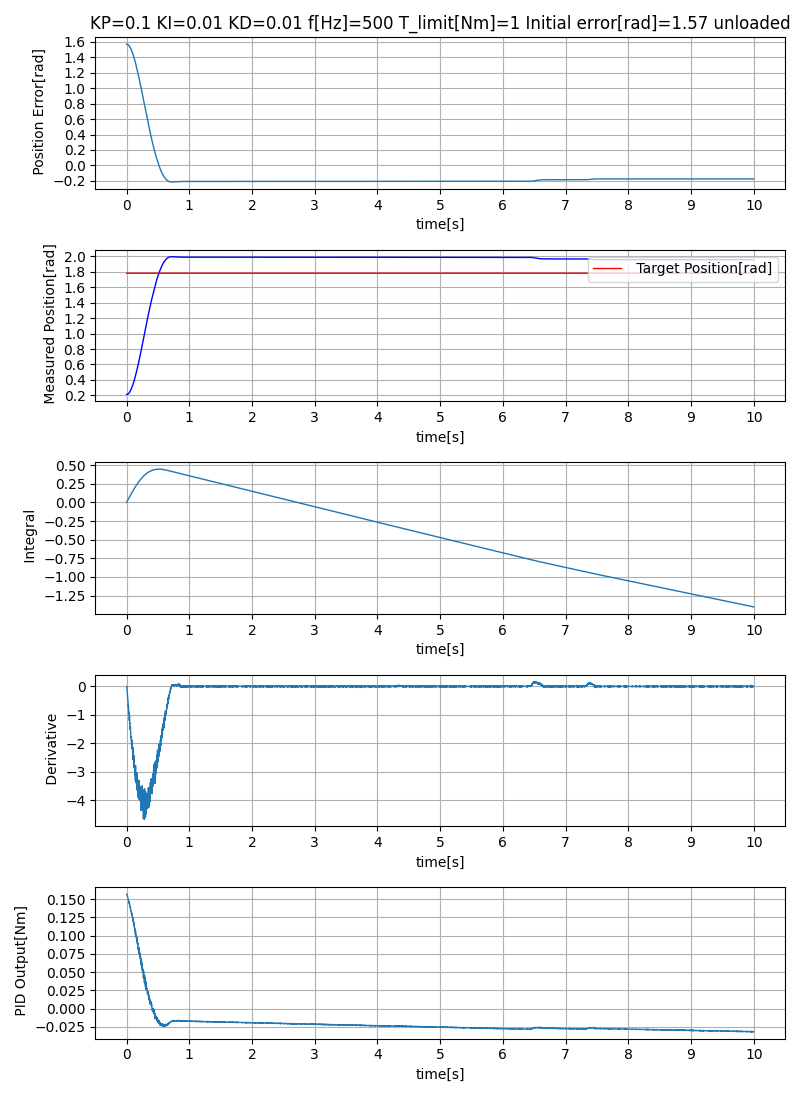 KP=0.1 KI=0.01 KD=0.01 f[Hz]=500 T_limit[Nm]=1 Initial error[rad]=1.57 unloaded
Position Error[rad]
1.6
1.4
1.2
1.0
0.8
0.6
0.4
0.2
0.0
−0.2
0 1 2 3 4 5 6 7 8 9 10
time[s]
Measured Position[rad]
2.0
1.8
1.6
1.4
1.2
1.0
0.8
0.6
0.4
0.2
Target Position[rad]
0 1 2 3 4 5 6 7 8 9 10
time[s]
Integral
0.50
0.25
0.00
−0.25
−0.50
−0.75
−1.00
−1.25
0 1 2 3 4 5 6 7 8 9 10
time[s]
Derivative
0
−1
−2
−3
−4
0 1 2 3 4 5 6 7 8 9 10
time[s]
PID Output[Nm]
0.150
0.125
0.100
0.075
0.050
0.025
0.000
−0.025
0 1 2 3 4 5 6 7 8 9 10
time[s]